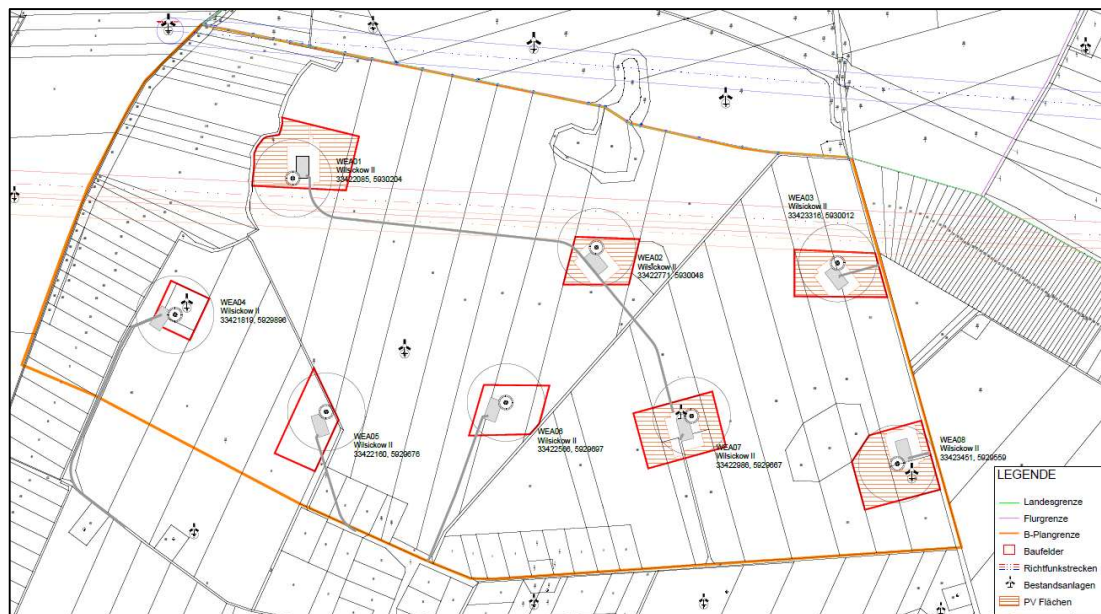 WEA01
Wilsickow II
33422085, 5930204
WEA02
Wilsickow II
33422771, 5930048
WEA03
Wilsickow II
33423316, 5930012
WEA04
Wilsickow II
33421819, 5929896
WEA05
Wilsickow II
33422160, 5929676
WEA06
Wilsickow II
33422566, 5929697
WEA07
Wilsickow II
33422986, 5929667
WEA08
Wilsickow II
33423451, 5929559
LEGENDE
Landesgrenze
Flurgrenze
B-Plangrenze
Baufelder
Richtfunkstrecken
Bestandsanlagen
PV Flächen